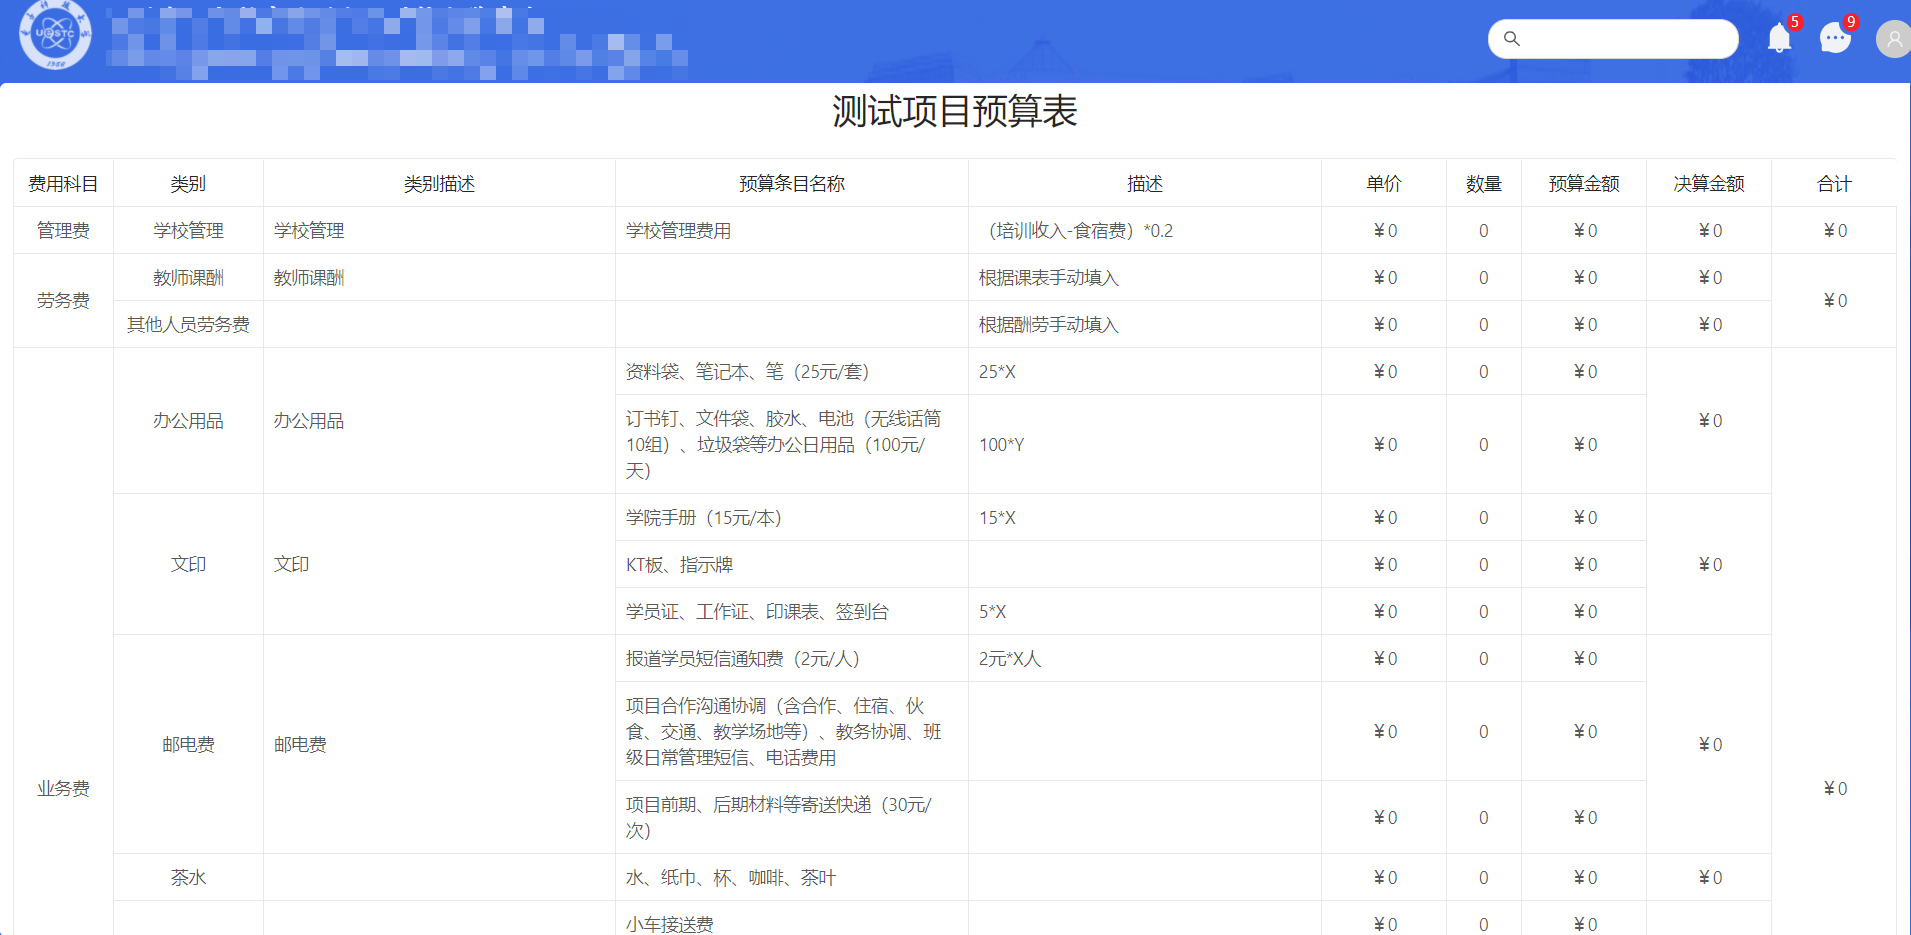 UESTC
1956
5
9
测试项目预算表
费用科目 类别 类别描述 预算条目名称 描述 单价 数量 预算金额 决算金额 合计
管理费 学校管理 学校管理 学校管理费用 （培训收入-食宿费）*0.2 ¥0 0 ¥0 ¥0 ¥0
劳务费 教师课酬 教师课酬 根据课表手动填入 ¥0 0 ¥0 ¥0 ¥0
其他人员劳务费 根据酬劳手动填入 ¥0 0 ¥0 ¥0
业务费 办公用品 办公用品 资料袋、笔记本、笔（25元/套） 25*X ¥0 0 ¥0 ¥0 ¥0
订书钉、文件袋、胶水、电池（无线话筒
10组）、垃圾袋等办公日用品（100元/
天） 100*Y ¥0 0 ¥0
文印 文印 学院手册（15元/本） 15*X ¥0 0 ¥0 ¥0
KT板、指示牌 ¥0 0 ¥0
学员证、工作证、印课表、签到台 5*X ¥0 0 ¥0
邮电费 邮电费 报道学员短信通知费（2元/人） 2元*X人 ¥0 0 ¥0 ¥0
项目合作沟通协调（含合作、住宿、伙
食、交通、教学场地等）、教务协调、班
级日常管理短信、电话费用 ¥0 0 ¥0
项目前期、后期材料等寄送快递（30元/
次） ¥0 0 ¥0
茶水 水、纸巾、杯、咖啡、茶叶 ¥0 0 ¥0 ¥0
小车接送费 ¥0 0 ¥0